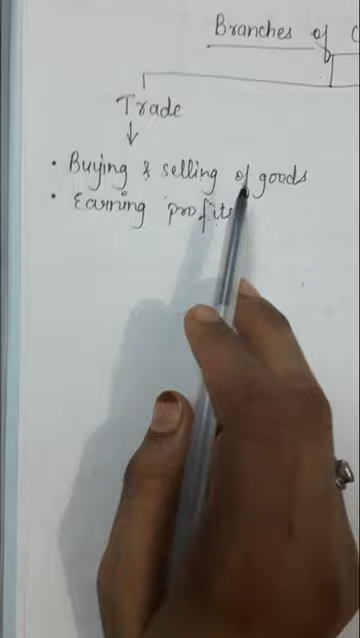 Branches of C
Trade
• Buying & selling of goods
• Earning profit